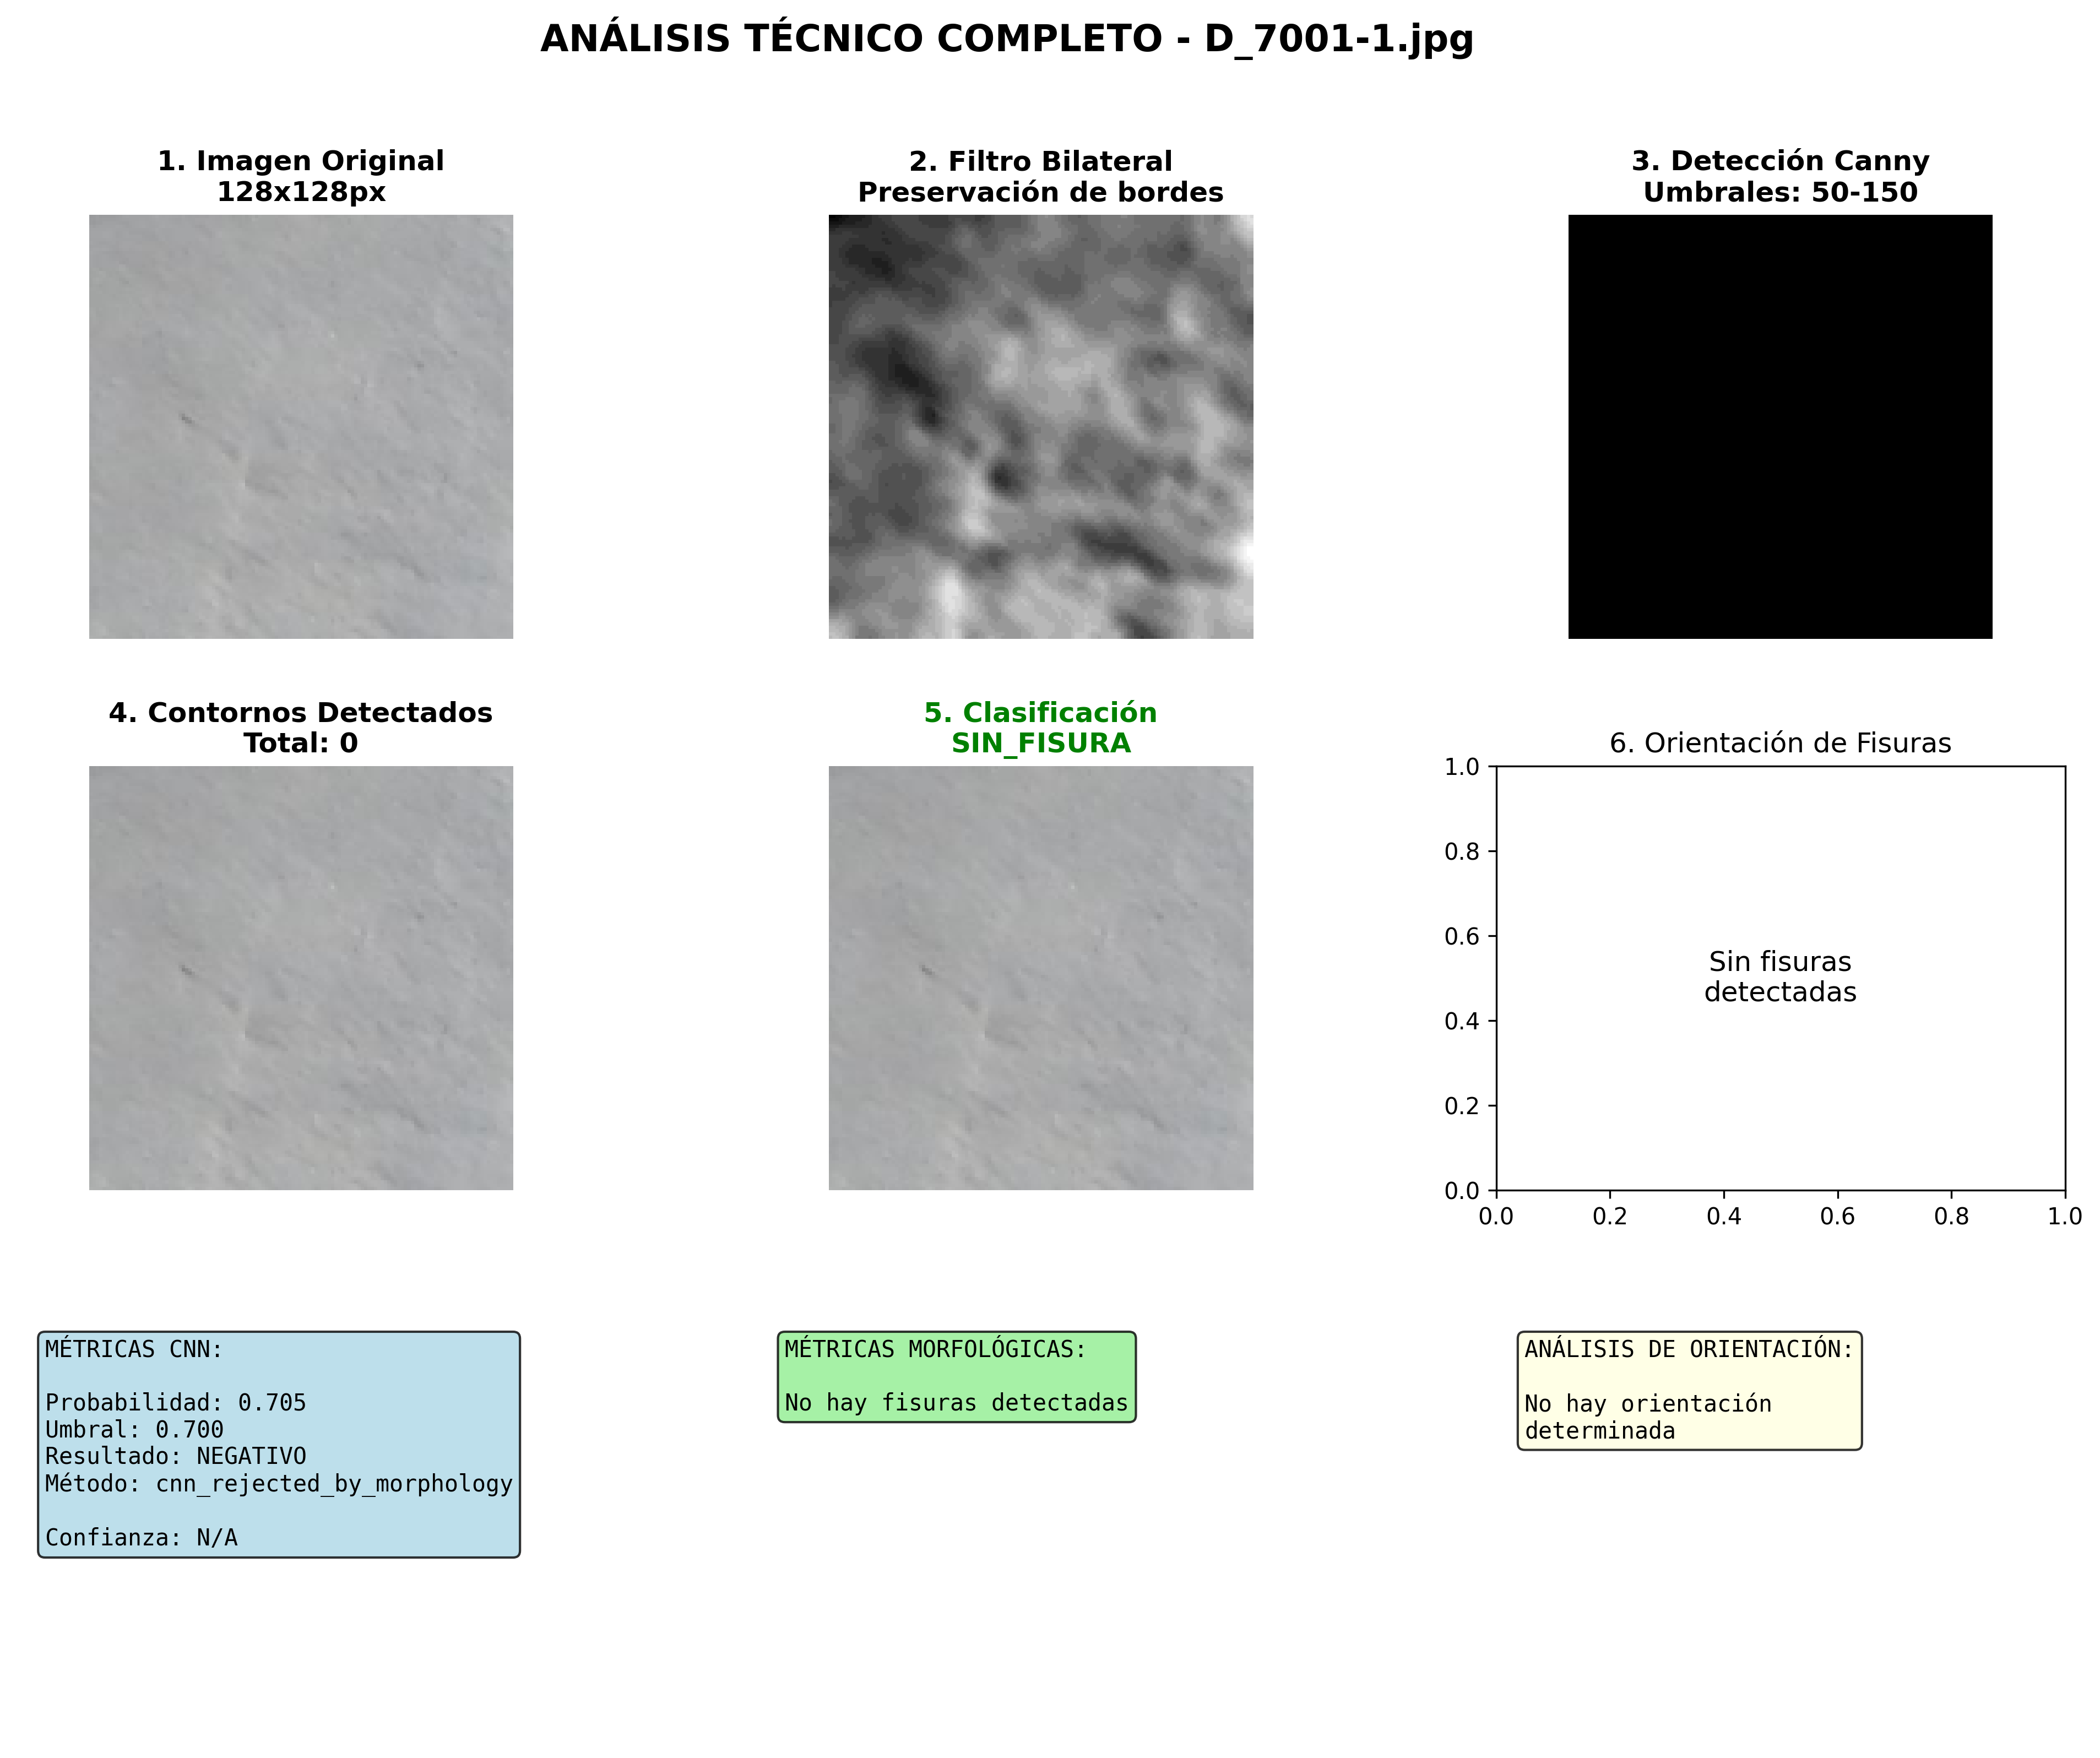 ANÁLISIS TÉCNICO COMPLETO - D_7001-1.jpg
1. Imagen Original
128x128px
2. Filtro Bilateral
Preservación de bordes
3. Detección Canny
Umbrales: 50-150
4. Contornos Detectados
Total: 0
5. Clasificación
SIN_FISURA
6. Orientación de Fisuras
1.0
0.8
0.6
0.4
0.2
0.0
Sin fisuras
detectadas
0.0 0.2 0.4 0.6 0.8 1.0
MÉTRICAS CNN:
Probabilidad: 0.705
Umbral: 0.700
Resultado: NEGATIVO
Método: cnn_rejected_by_morphology
Confianza: N/A
MÉTRICAS MORFOLÓGICAS:
No hay fisuras detectadas
ANÁLISIS DE ORIENTACIÓN:
No hay orientación
determinada